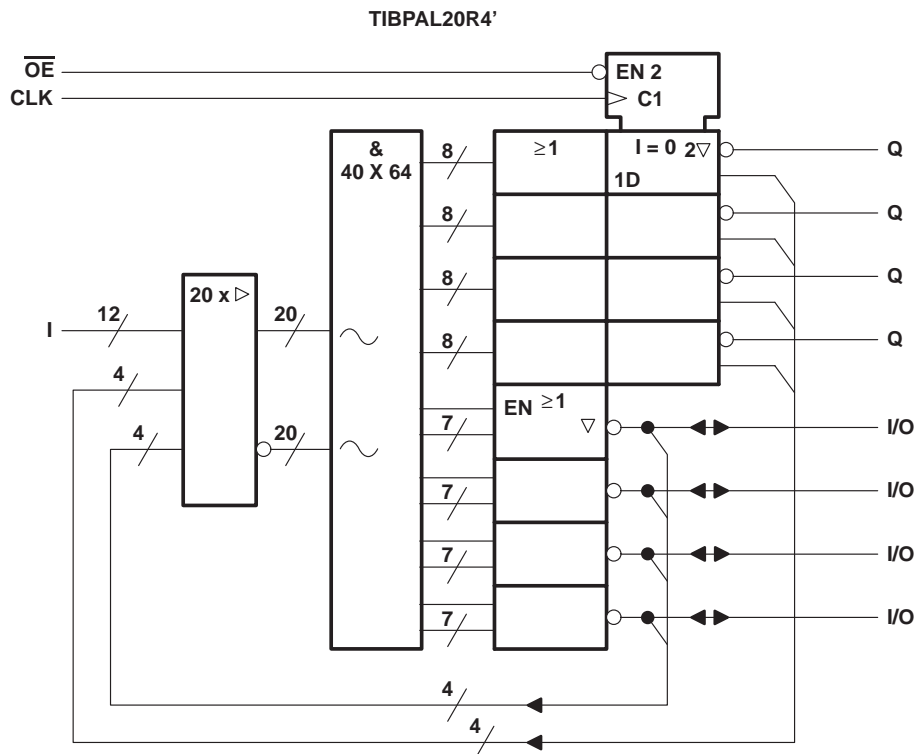 TIBPAL20R4’
OE
EN 2
CLK
C1
&
40 X 64
8
≥1
I = 0 2▽
1D
Q
8
Q
8
Q
20 x ▷
I
12
20
8
Q
4
EN ≥1
▽
4
20
7
I/O
7
I/O
7
I/O
7
I/O
4
4